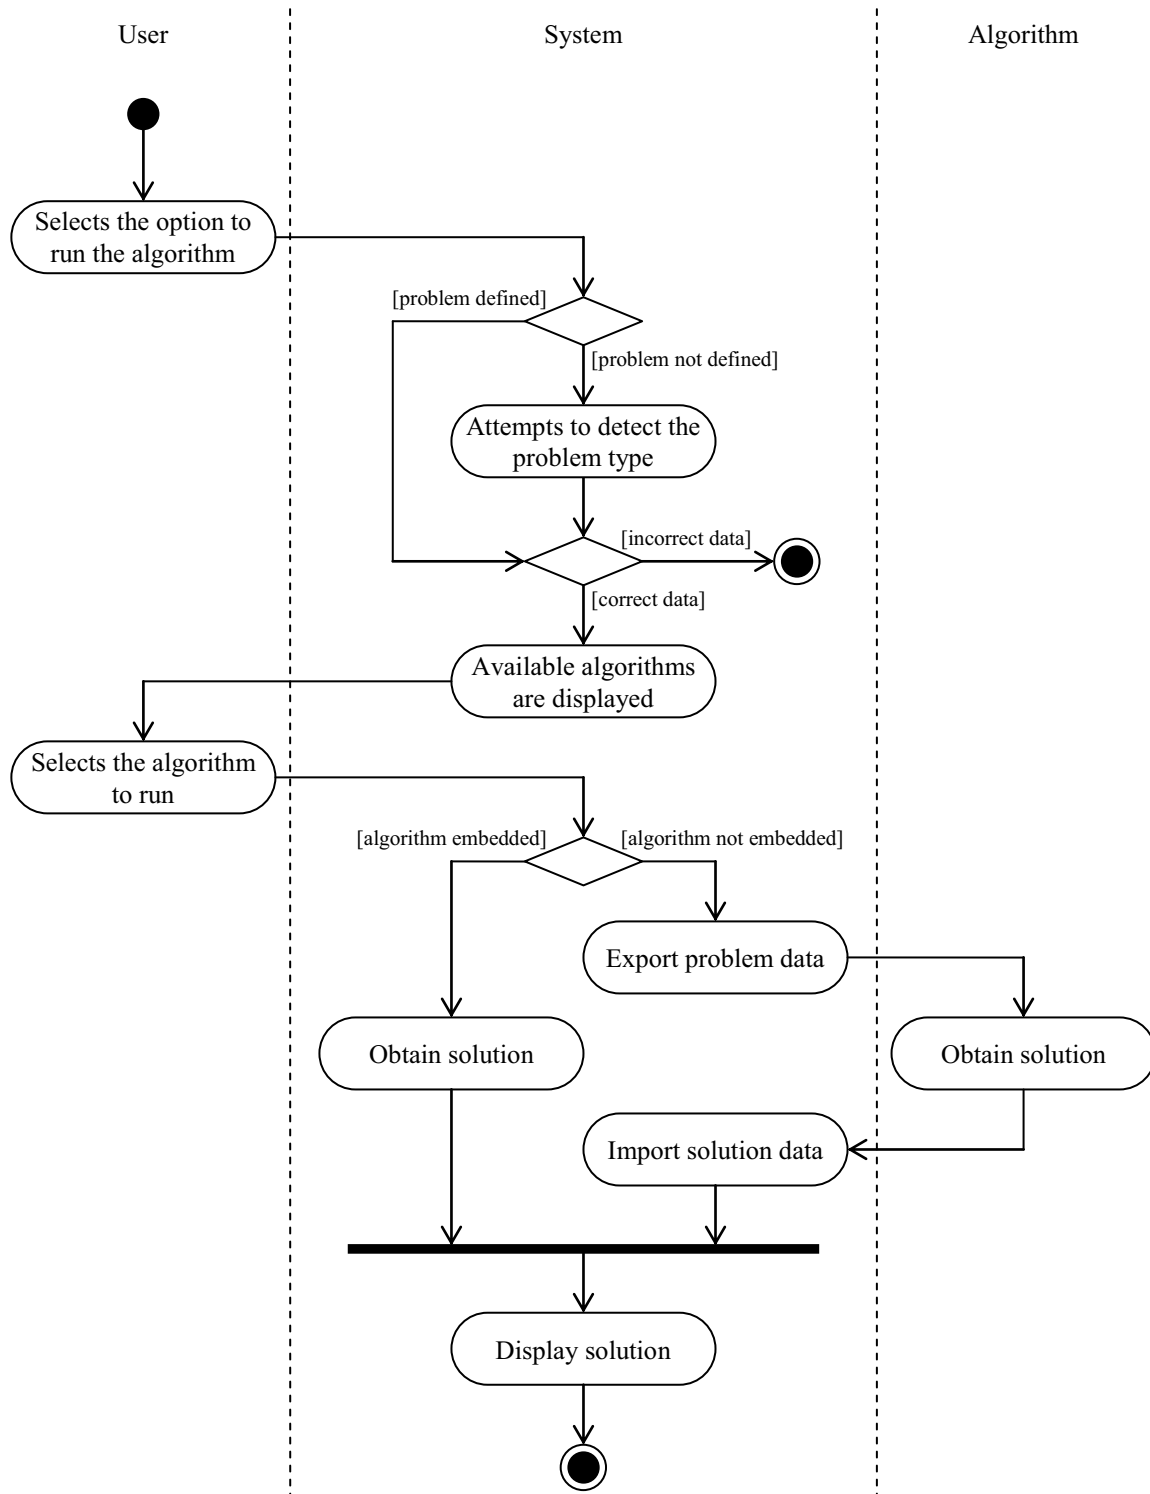 User
System
Algorithm
Selects the option to
run the algorithm
[problem defined]
[problem not defined]
Attempts to detect the
problem type
[incorrect data]
[correct data]
Available algorithms
are displayed
Selects the algorithm
to run
[algorithm embedded]
[algorithm not embedded]
Export problem data
Obtain solution
Obtain solution
Import solution data
Display solution